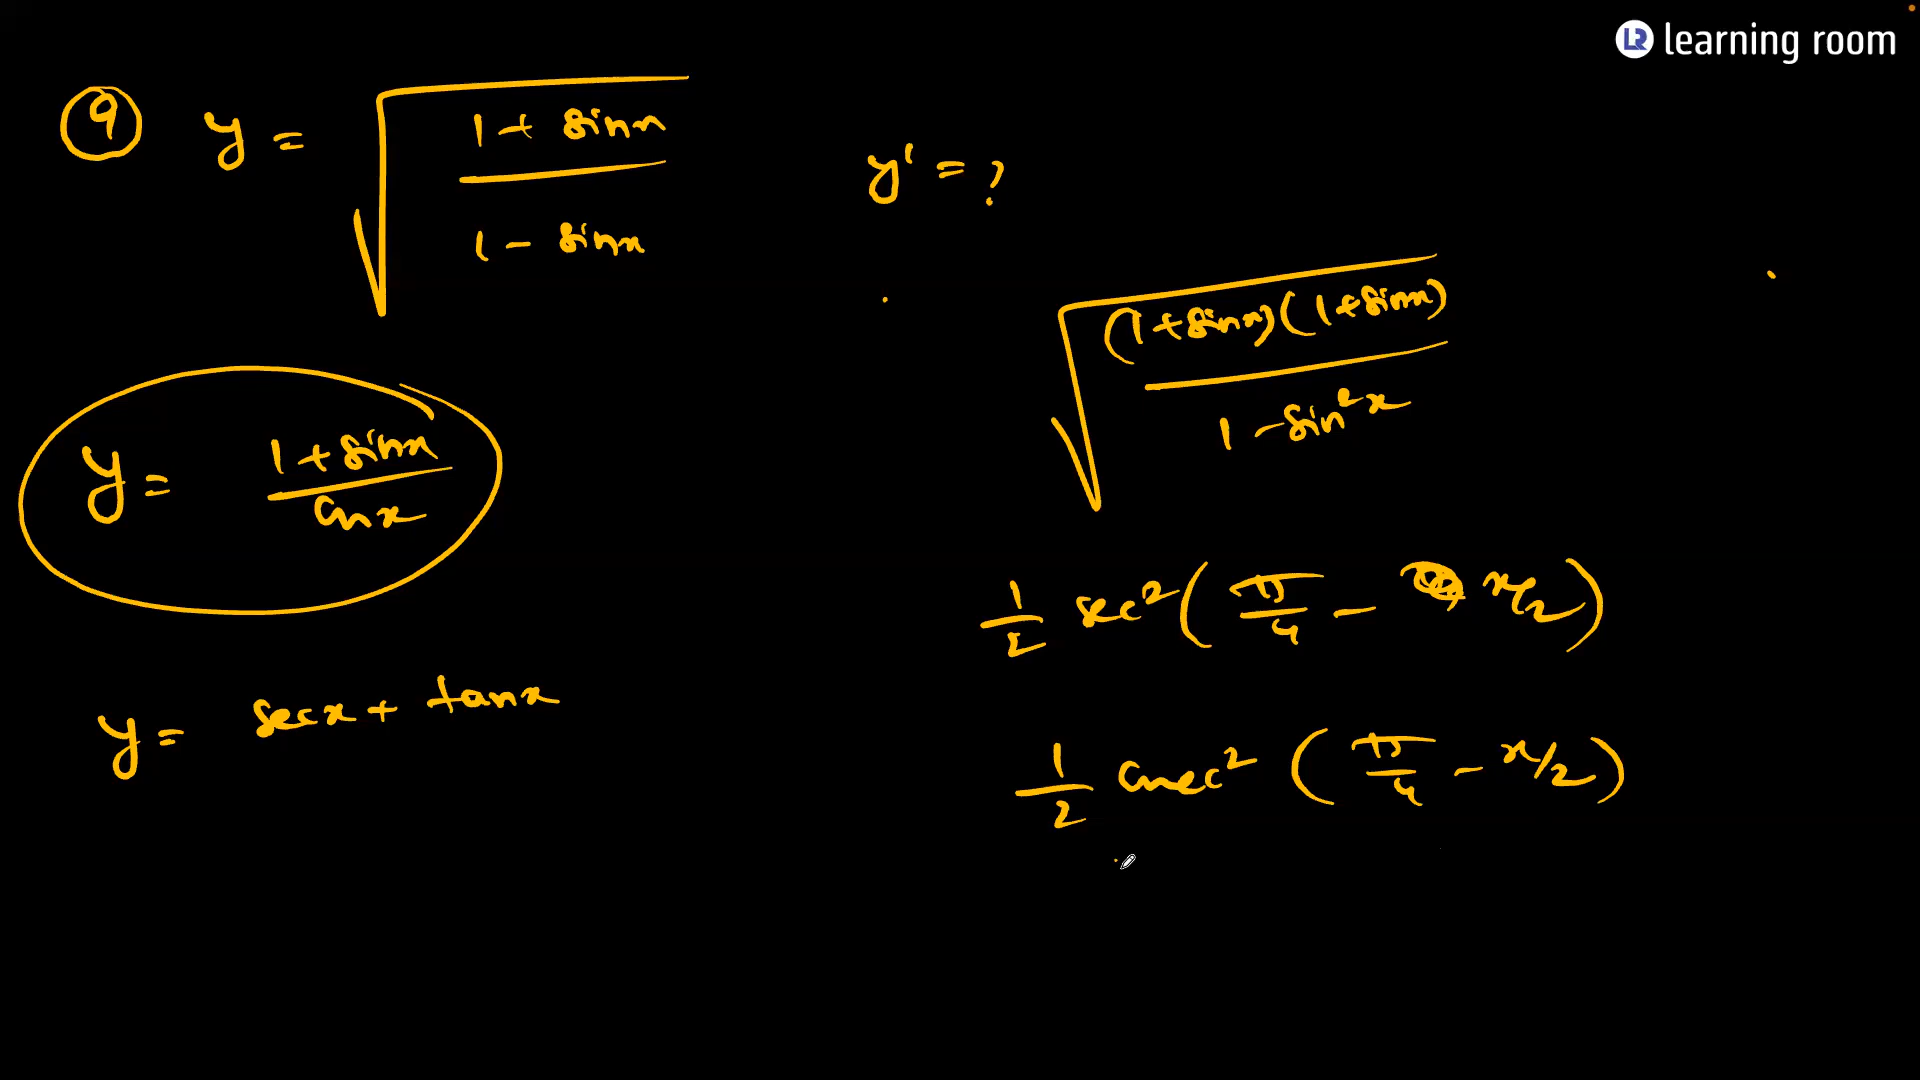 learning room
9 y = √((1 + sinx)/(1 - sinx))
y' = ?
√((1+sinx)(1+sinx)/(1 - sin²x))
y = (1 + sinx)/cosx
y = secx + tanx
1/2 sec² (π/4 - x/2)
1/2 cosec² (π/4 - x/2)